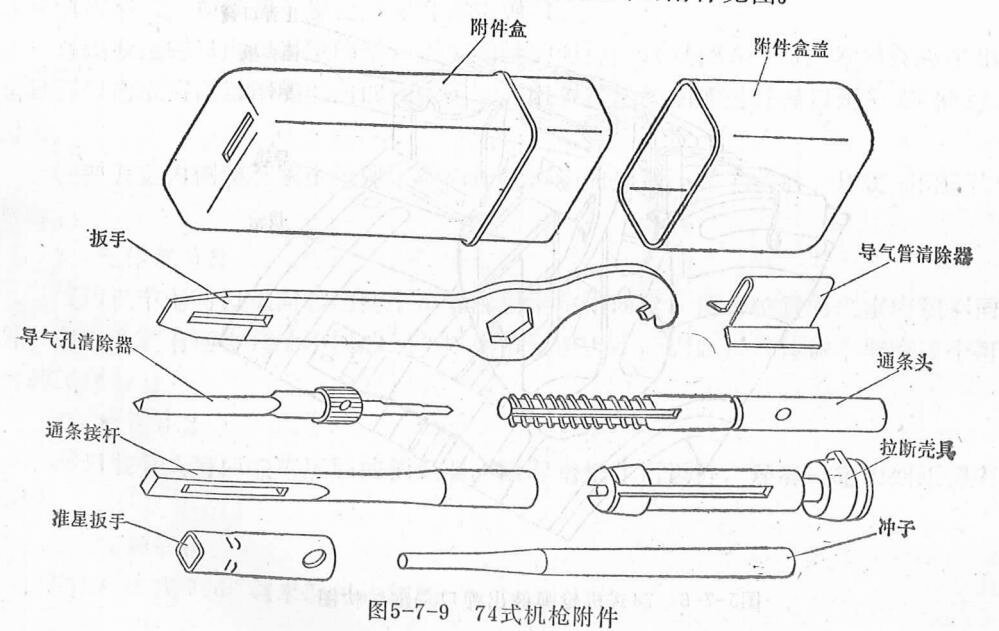 附件盒
附件盒盖
扳手
导气管清除器
导气孔清除器
通条头
通条接杆
拉断壳具
准星扳手
冲子
图5-7-9 74式机枪附件